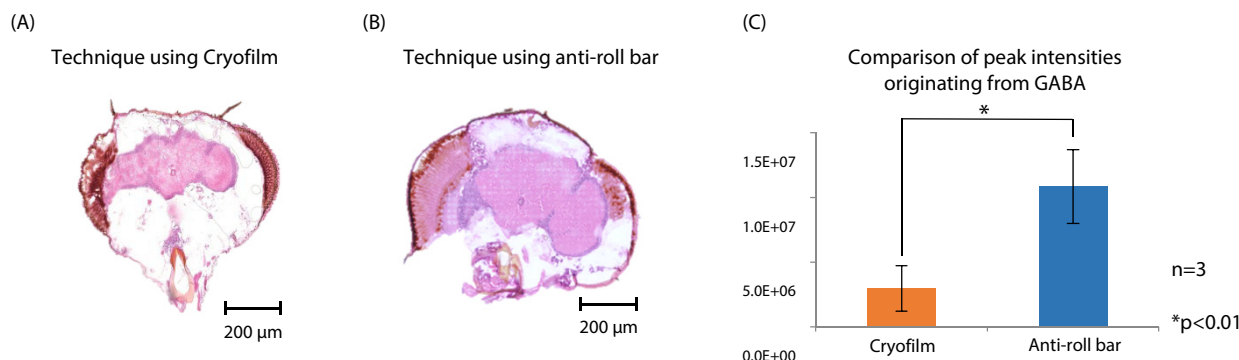 (A)
Technique using Cryofilm
200 µm
(B)
Technique using anti-roll bar
200 µm
(C)
Comparison of peak intensities
originating from GABA
*
1.5E+07
1.0E+07
5.0E+06
0.0E+00
Cryofilm
Anti-roll bar
n=3
*p<0.01